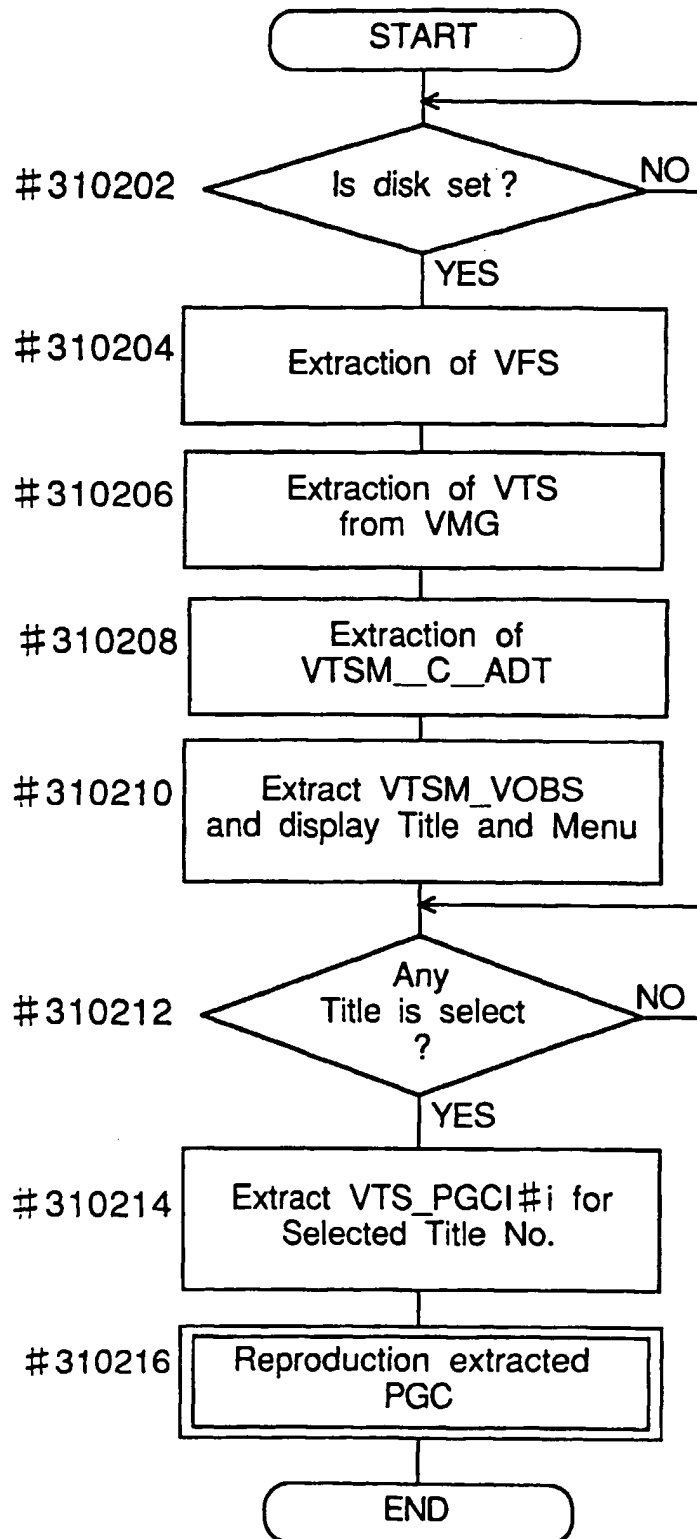 START
#310202
Is disk set ?
NO
YES
#310204
Extraction of VFS
#310206
Extraction of VTS
from VMG
#310208
Extraction of
VTSM__C__ADT
#310210
Extract VTSM_VOBS
and display Title and Menu
#310212
Any
Title is select
?
NO
YES
#310214
Extract VTS_PGCI#i for
Selected Title No.
#310216
Reproduction extracted
PGC
END